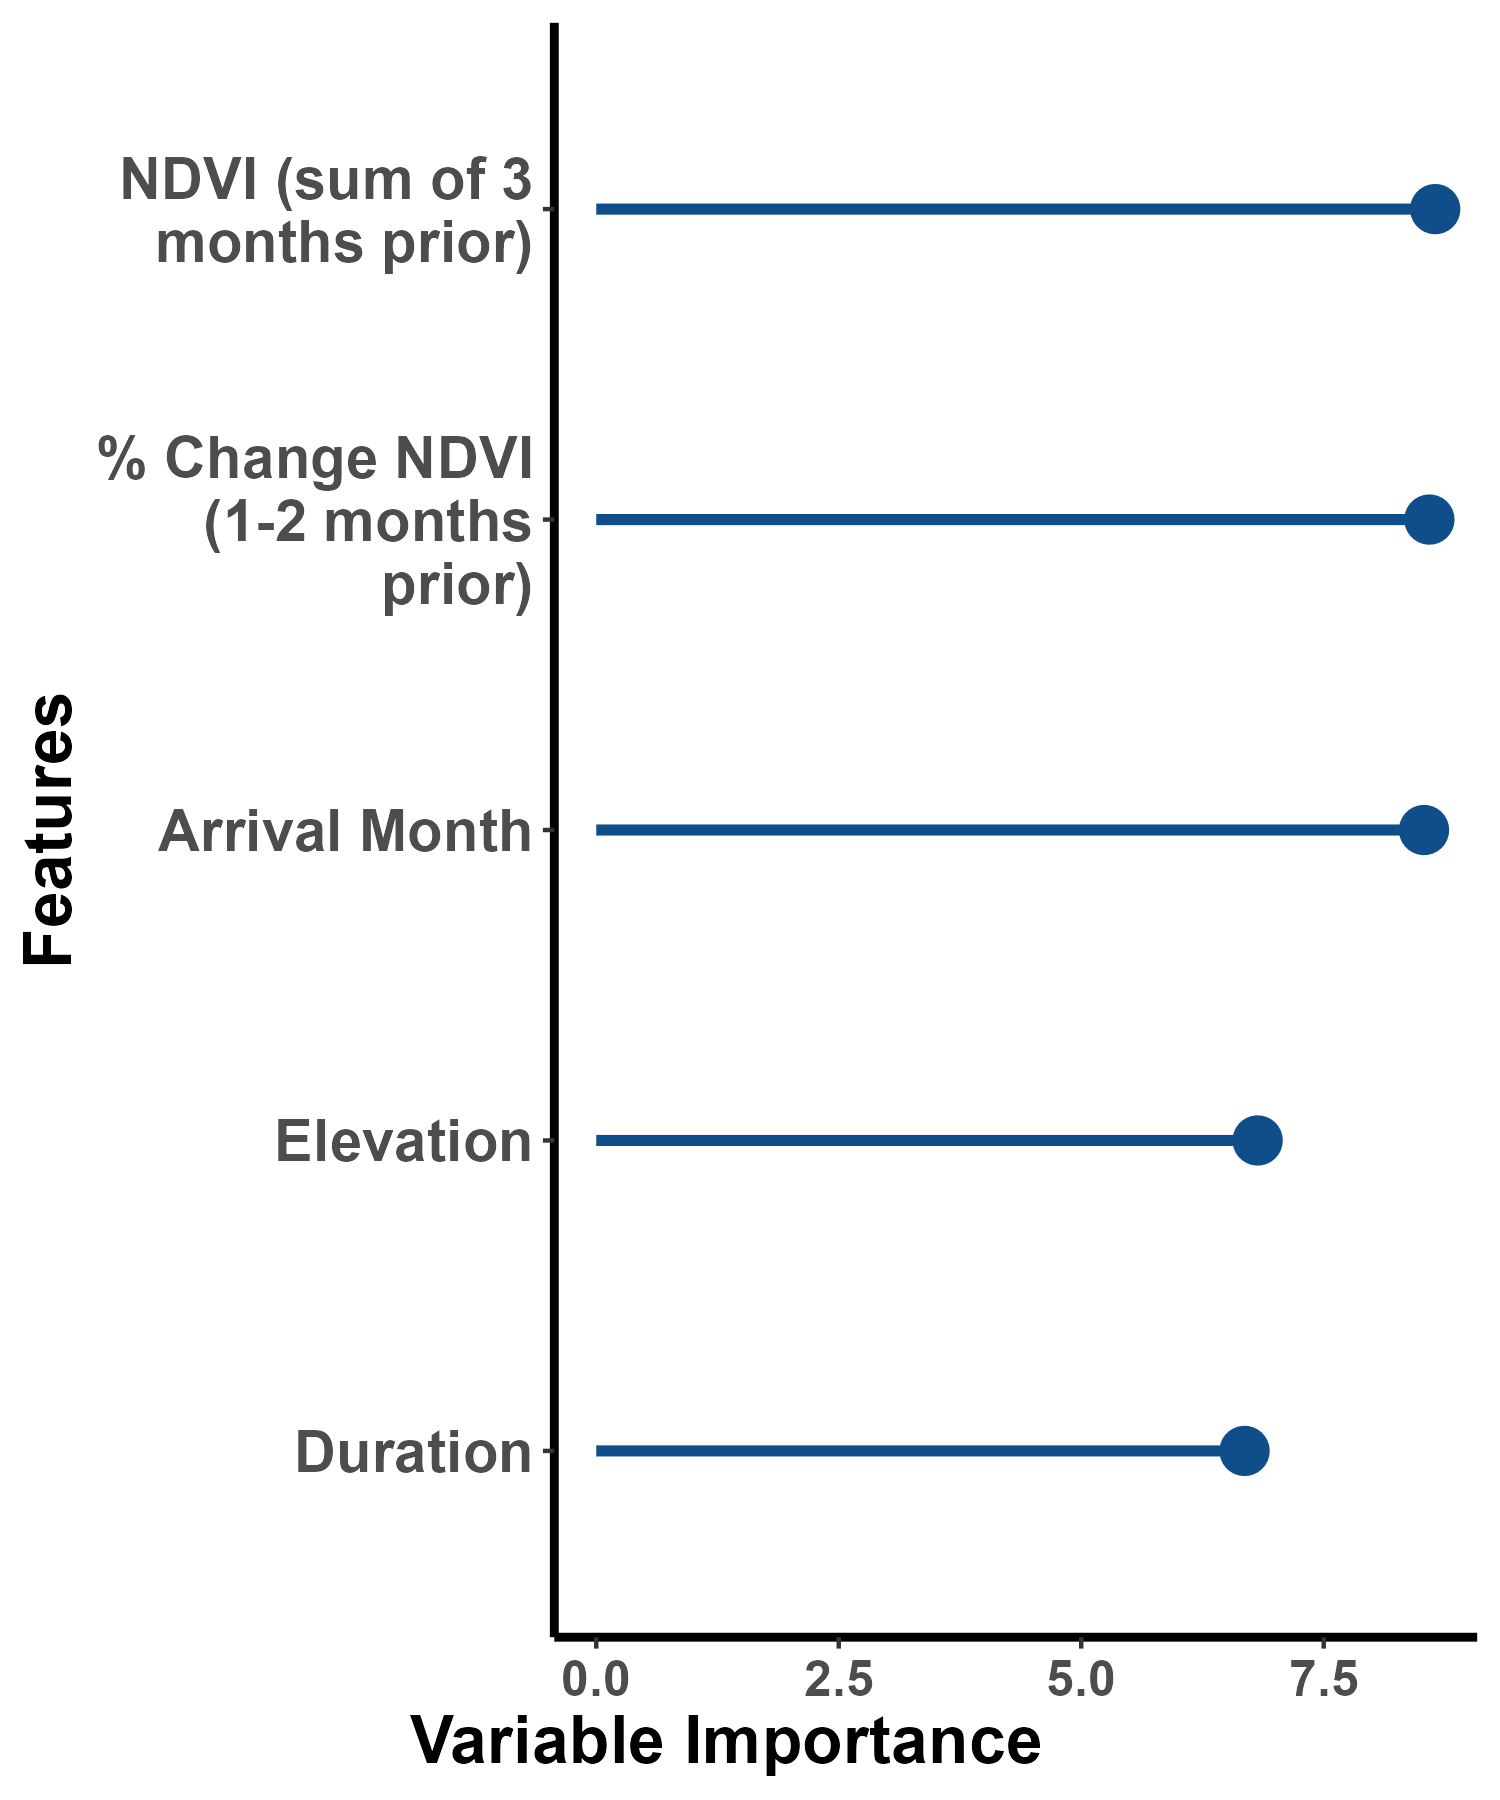 NDVI (sum of 3
months prior)
% Change NDVI
(1-2 months
prior)
Arrival Month
Elevation
Duration
Features
0.0 2.5 5.0 7.5
Variable Importance